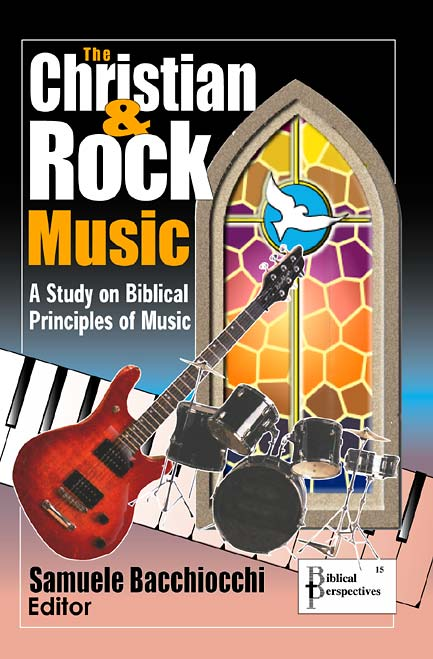 The
Christian
&
Rock
Music
A Study on Biblical
Principles of Music
Samuele Bacchiocchi
Editor
15
Biblical
Perspectives